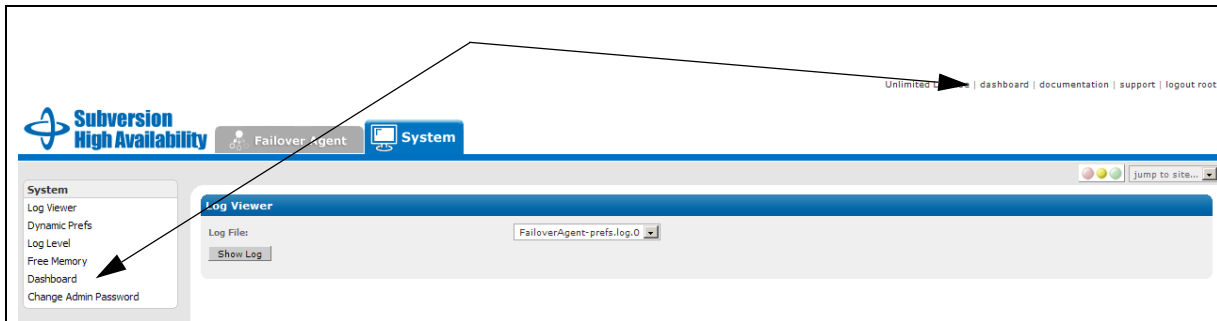 Unlimited | dashboard | documentation | support | logout root
Subversion
High Availability
Failover Agent
System
jump to site...
System
Log Viewer
Dynamic Prefs
Log Level
Free Memory
Dashboard
Change Admin Password
Log Viewer
Log File:
FailoverAgent-prefs.log.0
Show Log